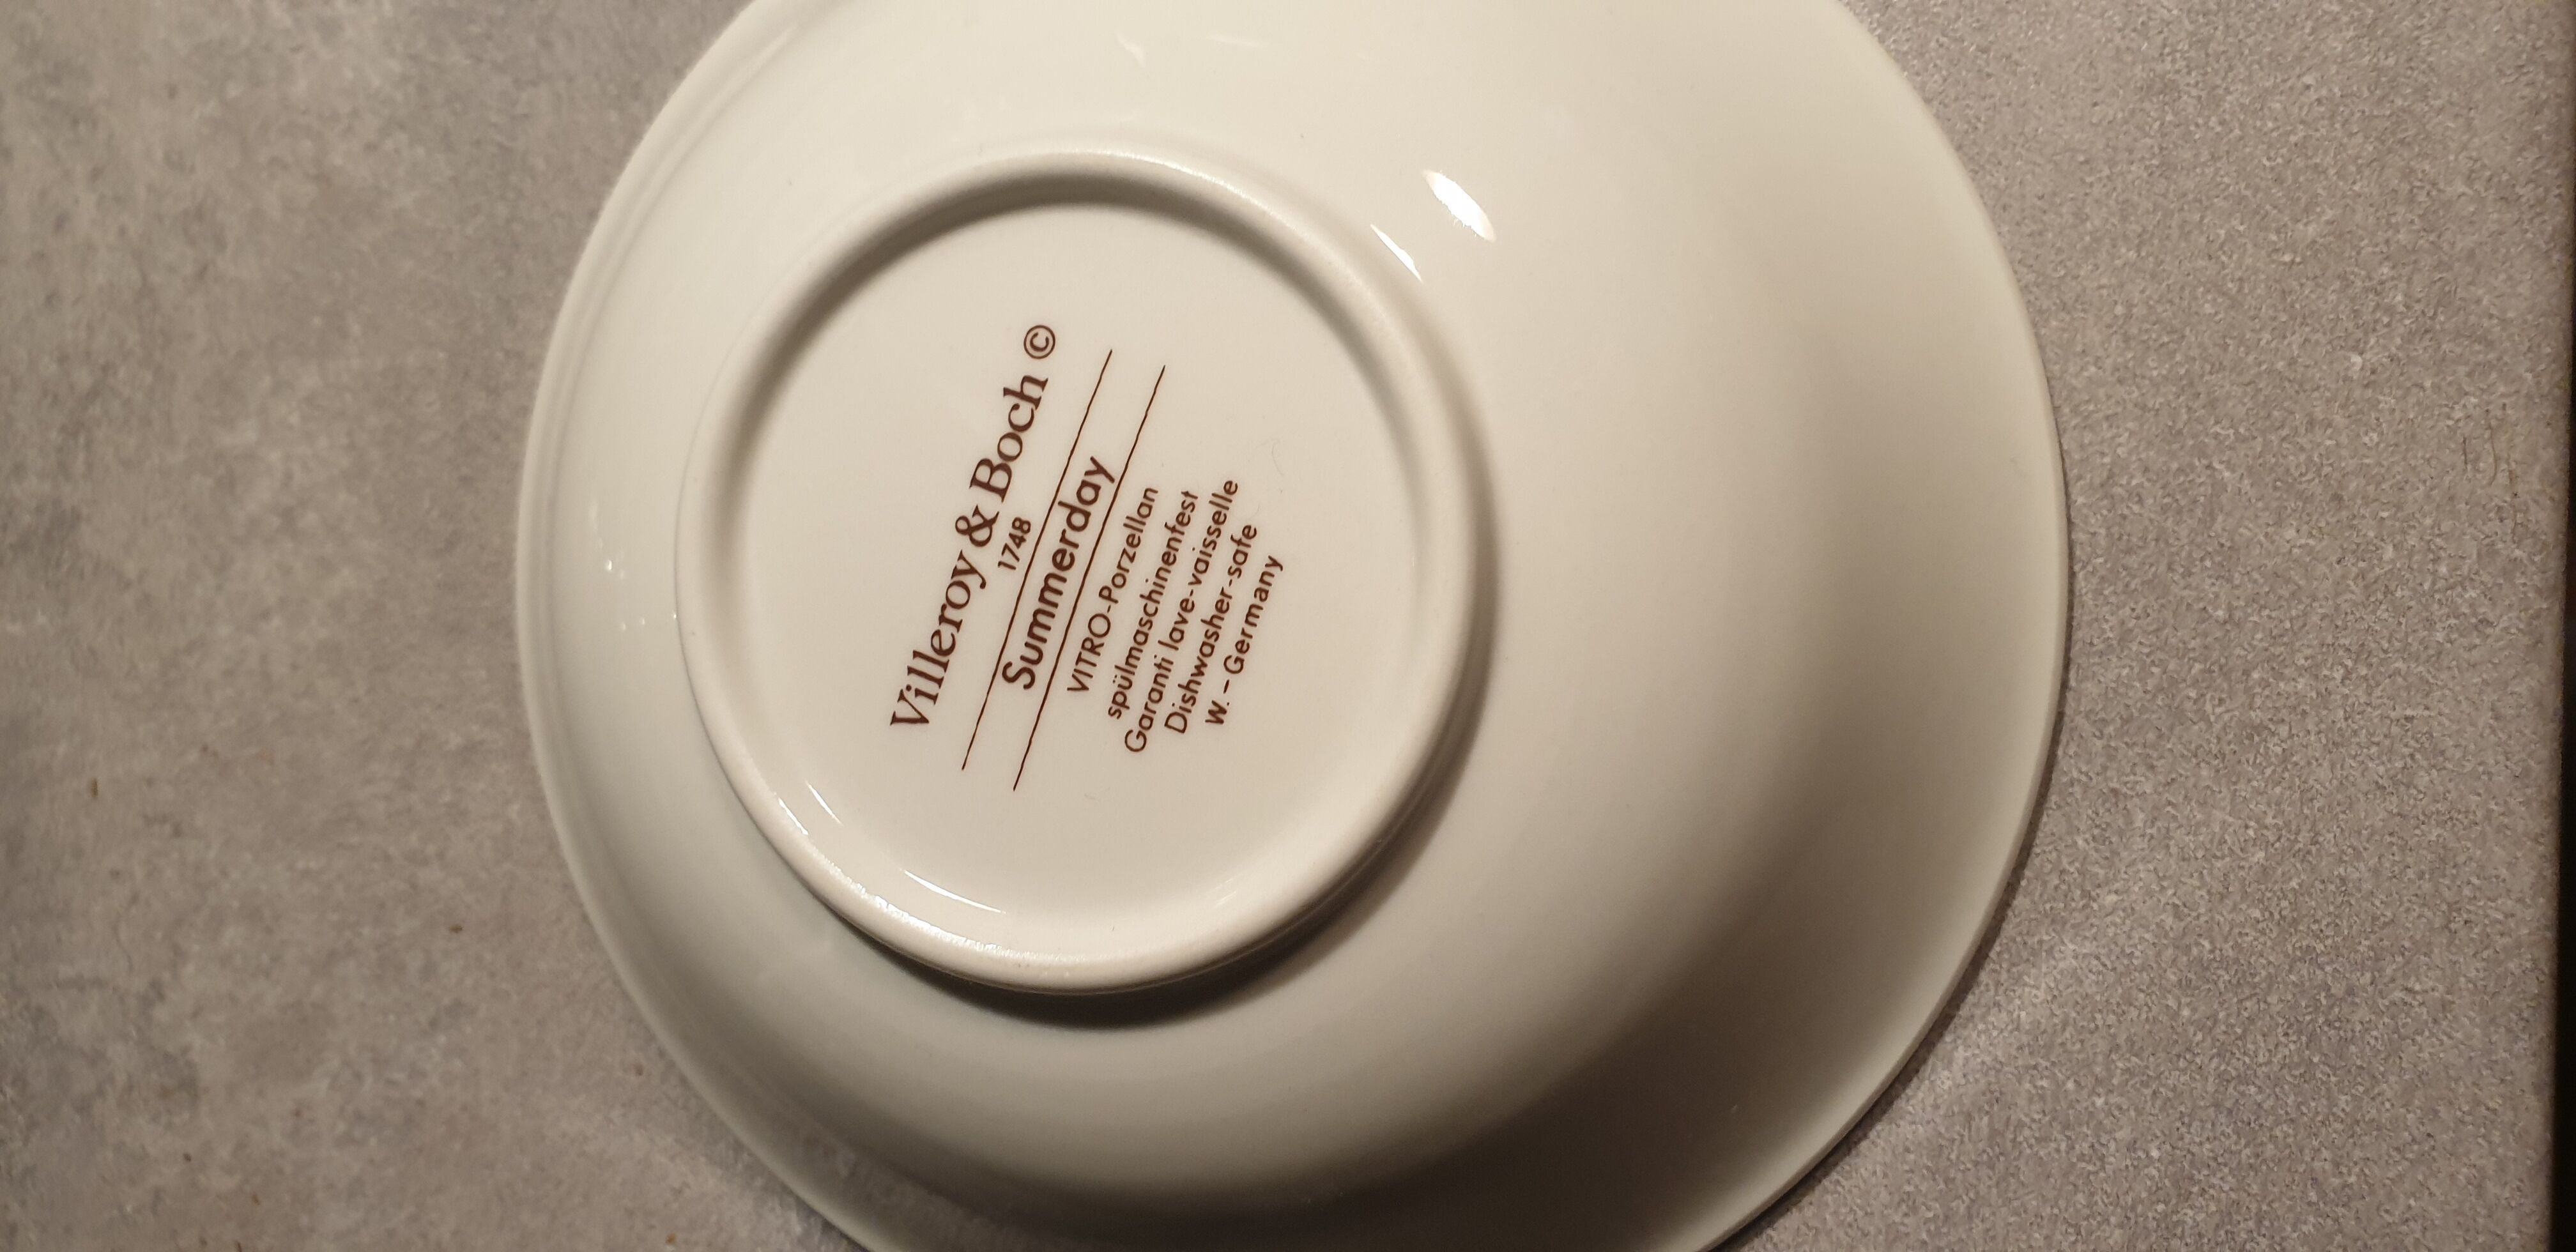 Villeroy & Boch ©
1748
Summerday
VITRO-Porzellan
spülmaschinenfest
Garanti lave-vaisselle
Dishwasher-safe
W.-Germany